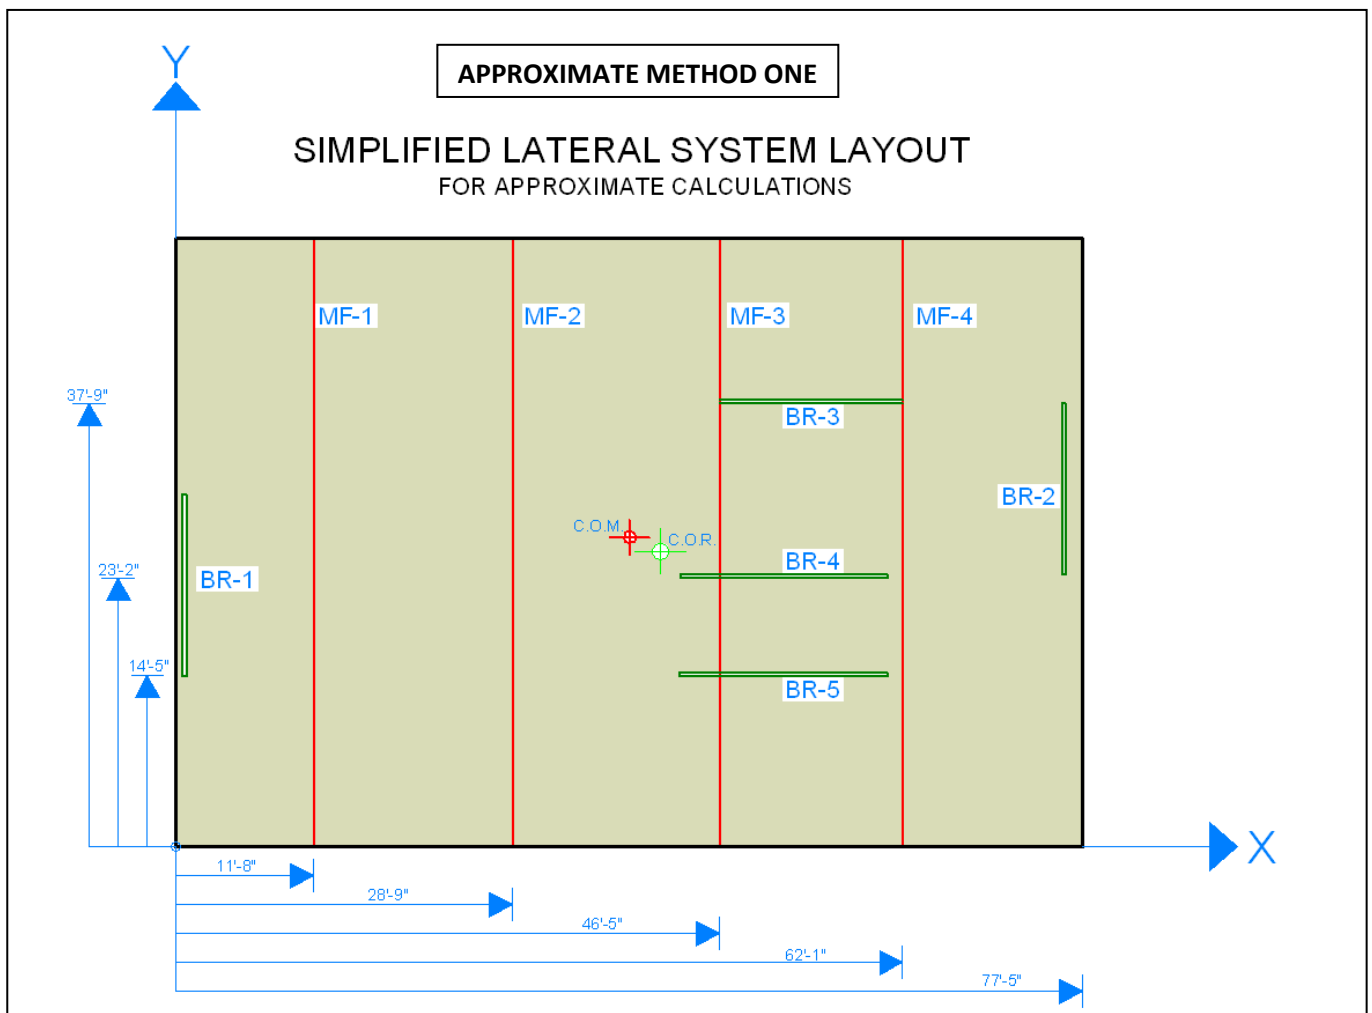 Y
APPROXIMATE METHOD ONE
SIMPLIFIED LATERAL SYSTEM LAYOUT
FOR APPROXIMATE CALCULATIONS
MF-1
MF-2
MF-3
MF-4
37'-9"
BR-3
BR-2
C.O.M.
C.O.R.
BR-4
23'-2"
BR-1
14'-5"
BR-5
X
11'-8"
28'-9"
46'-5"
62'-1"
77'-5"